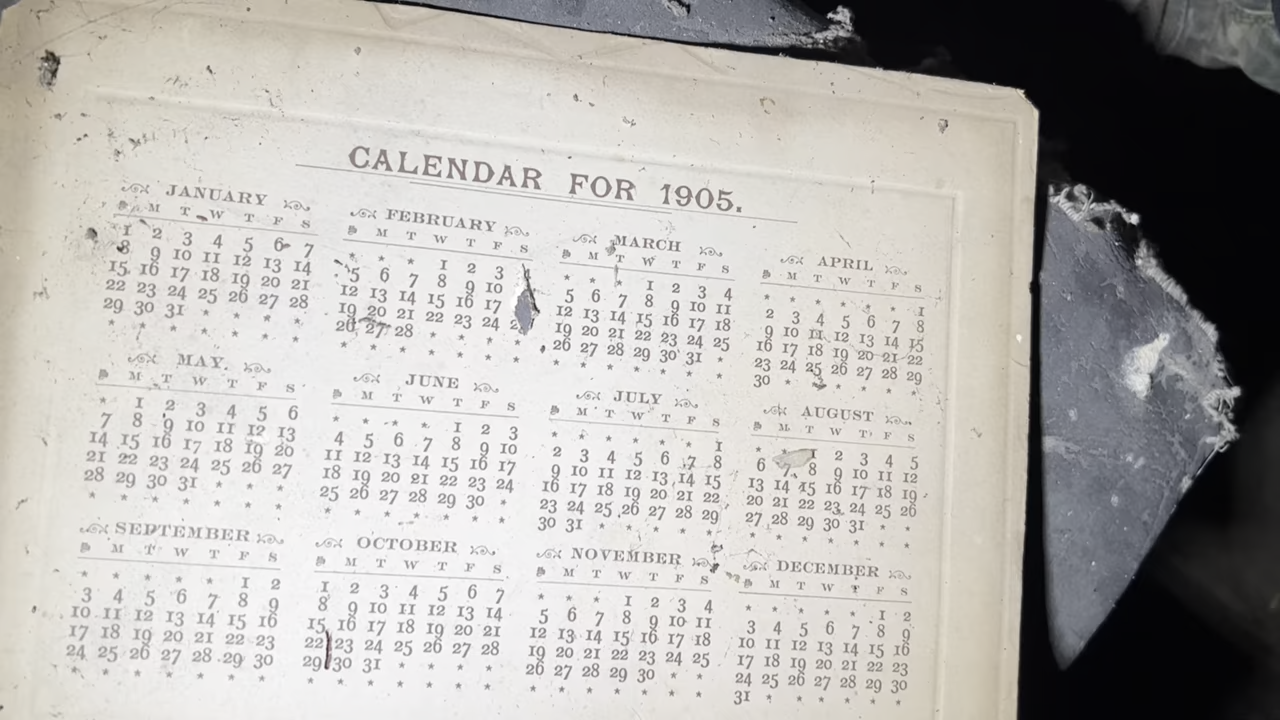 CALENDAR FOR 1905.
JANUARY
M T W T F S
1 2 3 4 5 6 7
8 9 10 11 12 13 14
15 16 17 18 19 20 21
22 23 24 25 26 27 28
29 30 31 * * * *
* * * * * * *
FEBRUARY
M T W T F S
* * * 1 2 3 4
5 6 7 8 9 10
12 13 14 15 16 17
19 20 21 22 23 24
26 27 28 * * * *
* * * * * * *
MARCH
M T W T F S
* * * 1 2 3 4
5 6 7 8 9 10 11
12 13 14 15 16 17 18
19 20 21 22 23 24 25
26 27 28 29 30 31 *
* * * * * * *
APRIL
M T W T F S
* * * * * * 1
2 3 4 5 6 7 8
9 10 11 12 13 14 15
16 17 18 19 20 21 22
23 24 25 26 27 28 29
30 * * * * * *
MAY.
M T W T F S
* 1 2 3 4 5 6
7 8 9 10 11 12 13
14 15 16 17 18 19 20
21 22 23 24 25 26 27
28 29 30 31 * * *
* * * * * * *
JUNE
M T W T F S
* * * * 1 2 3
4 5 6 7 8 9 10
11 12 13 14 15 16 17
18 19 20 21 22 23 24
25 26 27 28 29 30 *
* * * * * * *
JULY
M T W T F S
* * * * * * 1
2 3 4 5 6 7 8
9 10 11 12 13 14 15
16 17 18 19 20 21 22
23 24 25 26 27 28 29
30 31 * * * * *
AUGUST
M T W T F S
* * 1 2 3 4 5
6 7 8 9 10 11 12
13 14 15 16 17 18 19
20 21 22 23 24 25 26
27 28 29 30 31 * *
* * * * * * *
SEPTEMBER
M T W T F S
* * * * * 1 2
3 4 5 6 7 8 9
10 11 12 13 14 15 16
17 18 19 20 21 22 23
24 25 26 27 28 29 30
* * * * * * *
OCTOBER
M T W T F S
1 2 3 4 5 6 7
8 9 10 11 12 13 14
15 16 17 18 19 20 21
22 23 24 25 26 27 28
29 30 31 * * * *
* * * * * * *
NOVEMBER
M T W T F S
* * * 1 2 3 4
5 6 7 8 9 10 11
12 13 14 15 16 17 18
19 20 21 22 23 24 25
26 27 28 29 30 * *
* * * * * * *
DECEMBER
M T W T F S
* * * * * 1 2
3 4 5 6 7 8 9
10 11 12 13 14 15 16
17 18 19 20 21 22 23
24 25 26 27 28 29 30
31 * * * * * *